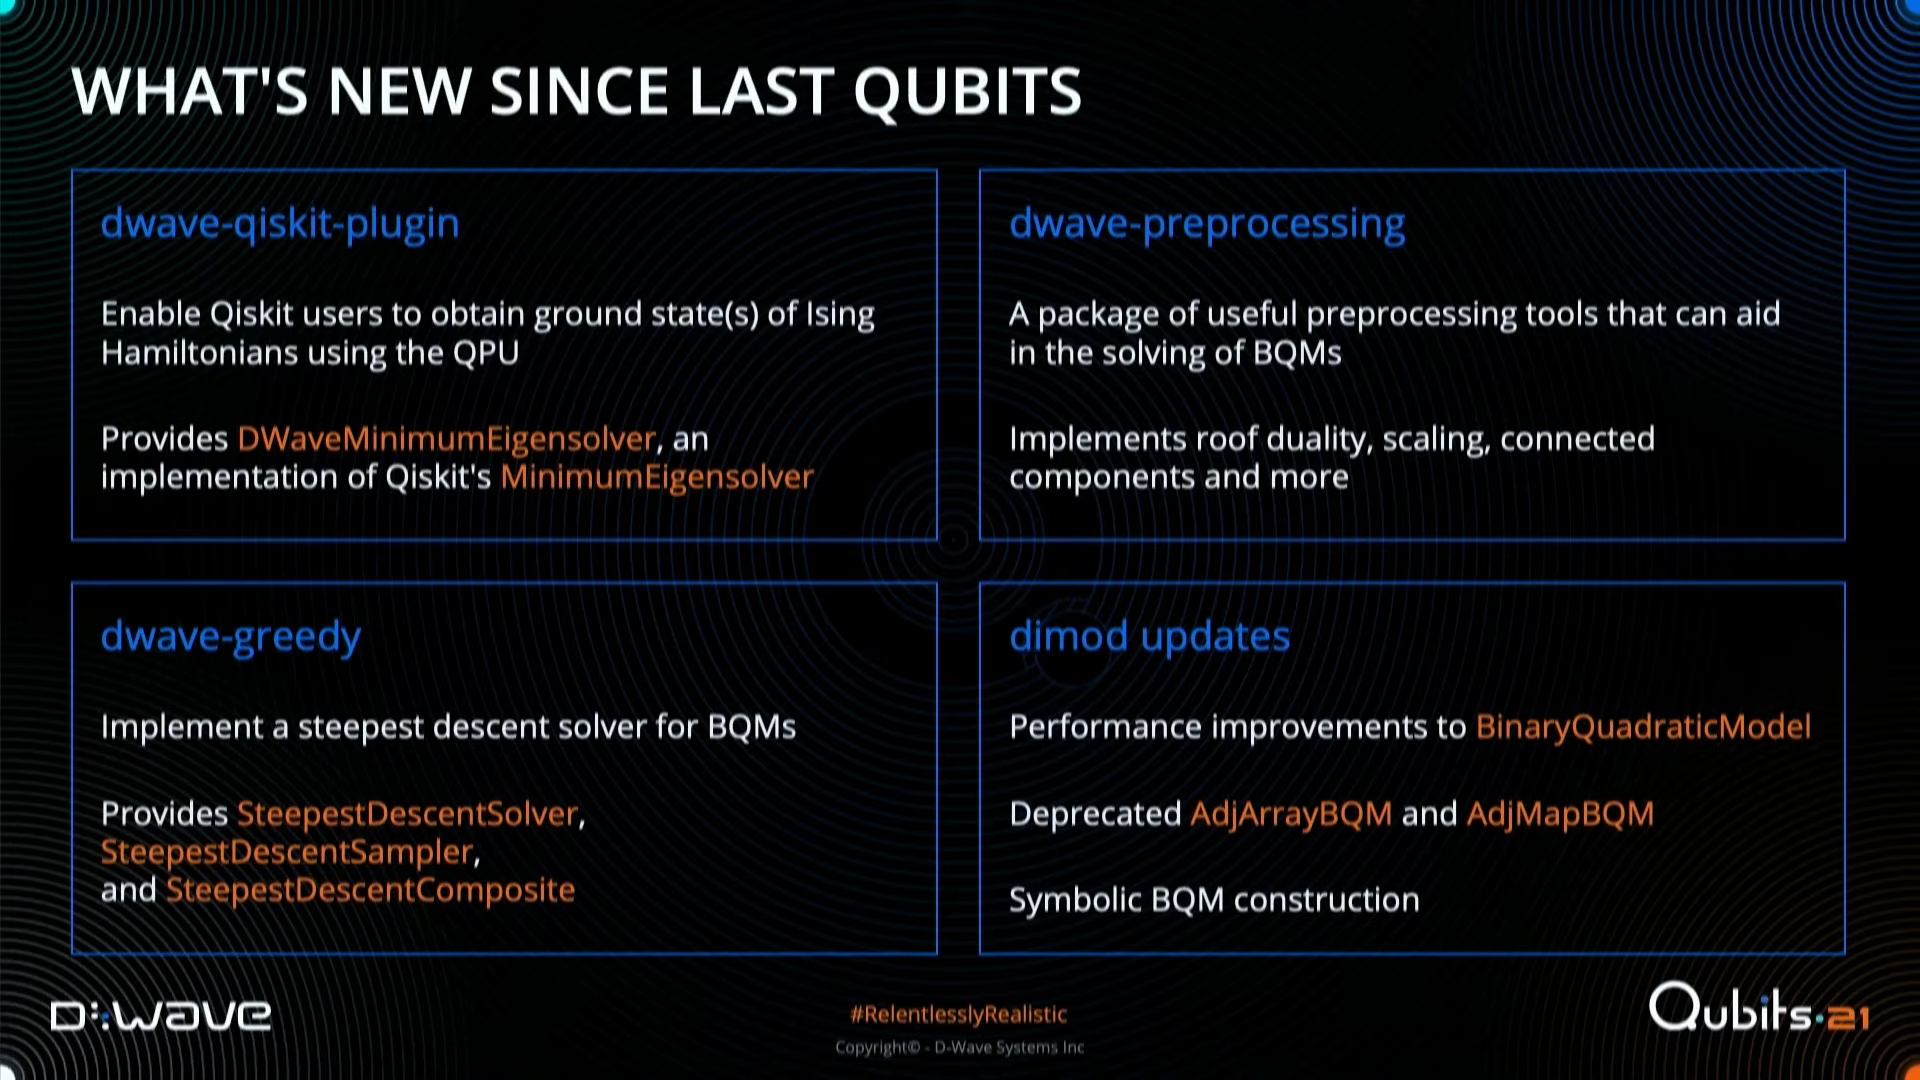 WHAT'S NEW SINCE LAST QUBITS
dwave-qiskit-plugin
Enable Qiskit users to obtain ground state(s) of Ising
Hamiltonians using the QPU
Provides DWaveMinimumEigensolver, an
implementation of Qiskit's MinimumEigensolver
dwave-preprocessing
A package of useful preprocessing tools that can aid
in the solving of BQMs
Implements roof duality, scaling, connected
components and more
dwave-greedy
Implement a steepest descent solver for BQMs
Provides SteepestDescentSolver,
SteepestDescentSampler,
and SteepestDescentComposite
dimod updates
Performance improvements to BinaryQuadraticModel
Deprecated AdjArrayBQM and AdjMapBQM
Symbolic BQM construction
D:wave
#RelentlesslyRealistic
Copyright© - D-Wave Systems Inc
Qubits.21